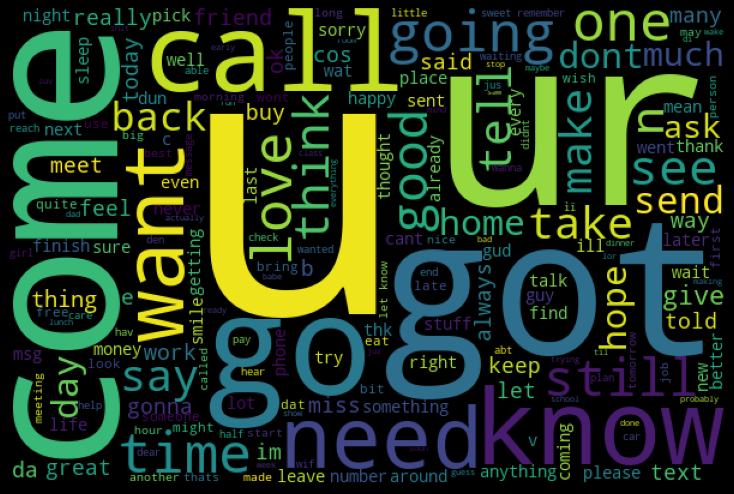 night
really
pick
friend
long
little
sweet
remember
going
one
many
sleep
today
well
able
ok
sorry
people
early
waiting
said
dont
may
make
come
call
cos
wat
place
wish
much
dun
morning
wont
happy
sent
stop
maybe
jus
every
mean
person
put
reach
next
use
big
back
buy
u
ur
good
tell
didnt
wanna
n
ask
make
c
best
message
class
thought
already
went
thank
meet
even
last
love
think
everything
see
quite
dad
feel
never
actually
check
send
finish
sure
den
want
wanted
home
take
way
girl
getting
bring
b
babe
cant
nice
gud
ill
ii
bad
dinner
lor
later
first
thing
e
smile
ready
let know
go
got
end
late
always
talk
guy
find
hope
wait
give
making
free
care
lunch
hav
pay
thk
stuff
told
msg
money
work
phone
try
eat
right
abt
keep
still
trying
tomorrow
new
better
meeting
day
look
called
hear
say
lot
bit
let
plan
job
life
help
gonna
someone
dat
miss
something
need
know
school
probably
hour
might
half
start
show
time
im
v
coming
done
car
da
great
dear
week
wif
guess
another
thats
made
leave
number
around
anything
please
text